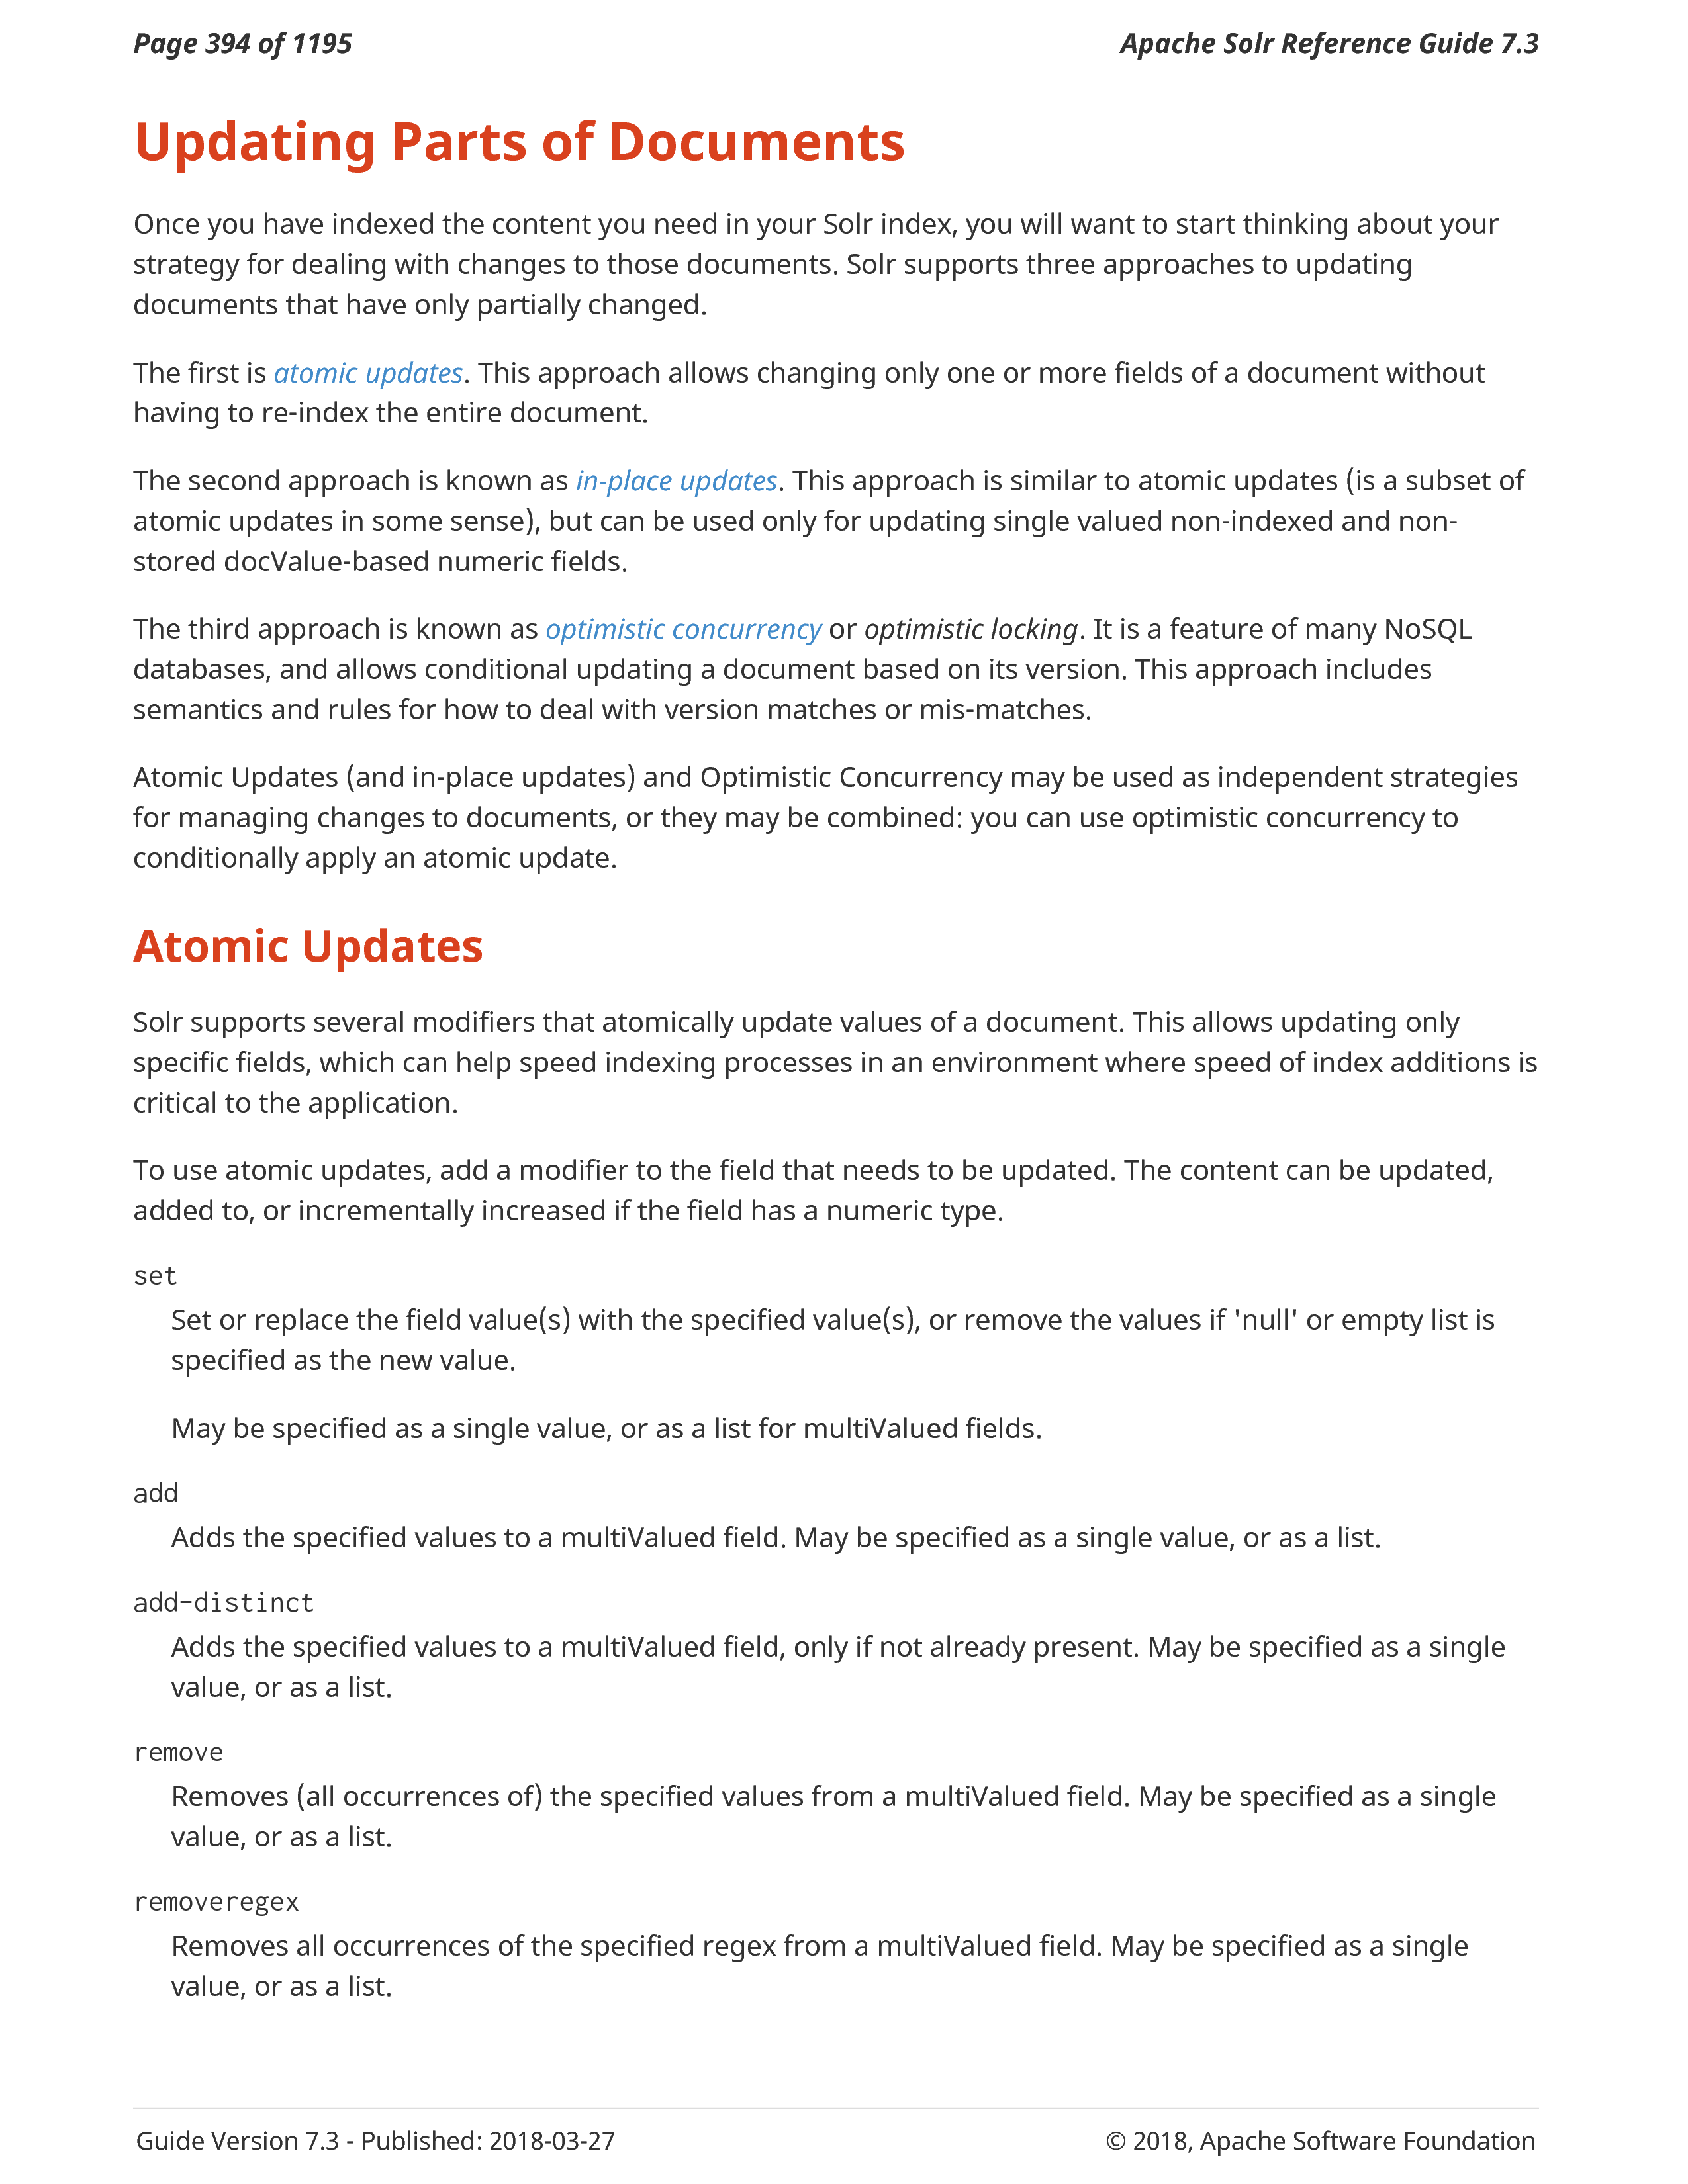 Page 394 of 1195
Apache Solr Reference Guide 7.3
Updating Parts of Documents
Once you have indexed the content you need in your Solr index, you will want to start thinking about your
strategy for dealing with changes to those documents. Solr supports three approaches to updating
documents that have only partially changed.
The first is atomic updates. This approach allows changing only one or more fields of a document without
having to re-index the entire document.
The second approach is known as in-place updates. This approach is similar to atomic updates (is a subset of
atomic updates in some sense), but can be used only for updating single valued non-indexed and non-
stored docValue-based numeric fields.
The third approach is known as optimistic concurrency or optimistic locking. It is a feature of many NoSQL
databases, and allows conditional updating a document based on its version. This approach includes
semantics and rules for how to deal with version matches or mis-matches.
Atomic Updates (and in-place updates) and Optimistic Concurrency may be used as independent strategies
for managing changes to documents, or they may be combined: you can use optimistic concurrency to
conditionally apply an atomic update.
Atomic Updates
Solr supports several modifiers that atomically update values of a document. This allows updating only
specific fields, which can help speed indexing processes in an environment where speed of index additions is
critical to the application.
To use atomic updates, add a modifier to the field that needs to be updated. The content can be updated,
added to, or incrementally increased if the field has a numeric type.
set
Set or replace the field value(s) with the specified value(s), or remove the values if 'null' or empty list is
specified as the new value.
May be specified as a single value, or as a list for multiValued fields.
add
Adds the specified values to a multiValued field. May be specified as a single value, or as a list.
add-distinct
Adds the specified values to a multiValued field, only if not already present. May be specified as a single
value, or as a list.
remove
Removes (all occurrences of) the specified values from a multiValued field. May be specified as a single
value, or as a list.
removeregex
Removes all occurrences of the specified regex from a multiValued field. May be specified as a single
value, or as a list.
Guide Version 7.3 - Published: 2018-03-27
© 2018, Apache Software Foundation